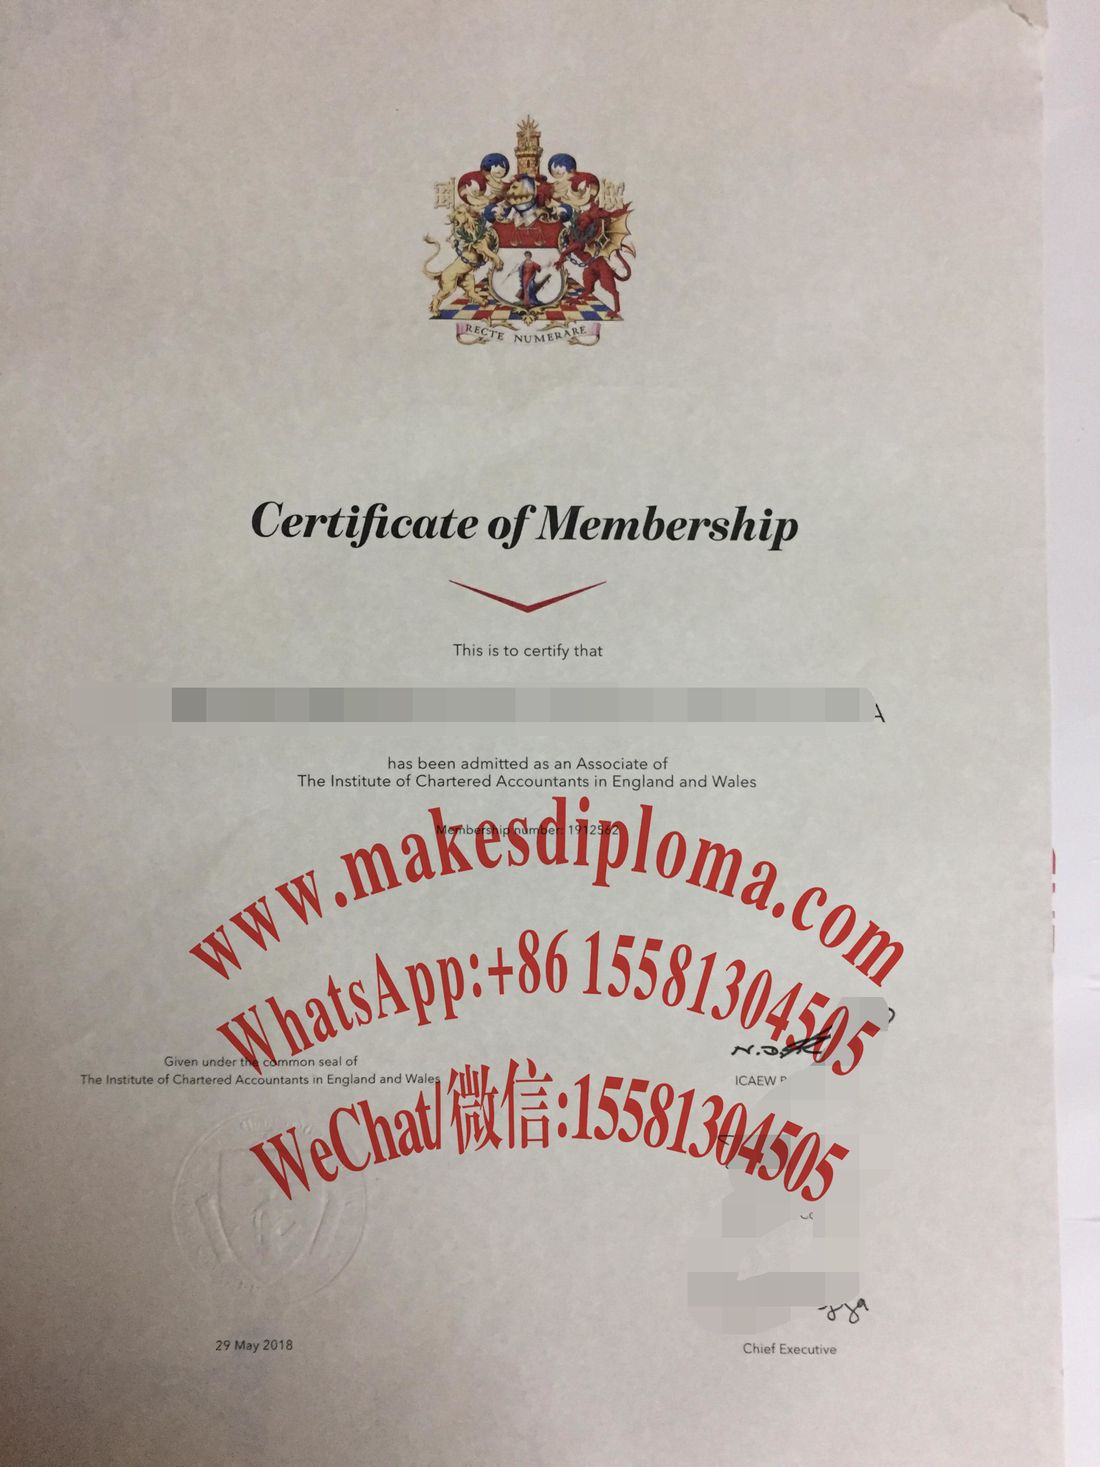 RECTE NUMERARE
Certificate of Membership
This is to certify that
A
has been admitted as an Associate of
The Institute of Chartered Accountants in England and Wales
Membership number: 1912562
www.makesdiploma.com
WhatsApp:+86 15581304505
Given under the common seal of
The Institute of Chartered Accountants in England and Wales
ICAEW
WeChat/微信:15581304505
29 May 2018
Chief Executive